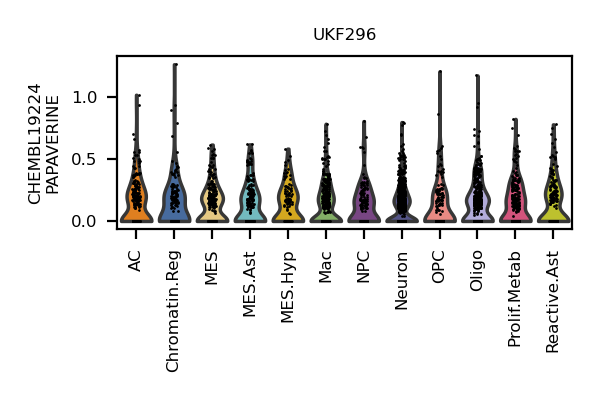 UKF296
CHEMBL19224
PAPAVERINE
1.0
0.5
0.0
AC
Chromatin.Reg
MES
MES.Ast
MES.Hyp
Mac
NPC
Neuron
OPC
Oligo
Prolif.Metab
Reactive.Ast